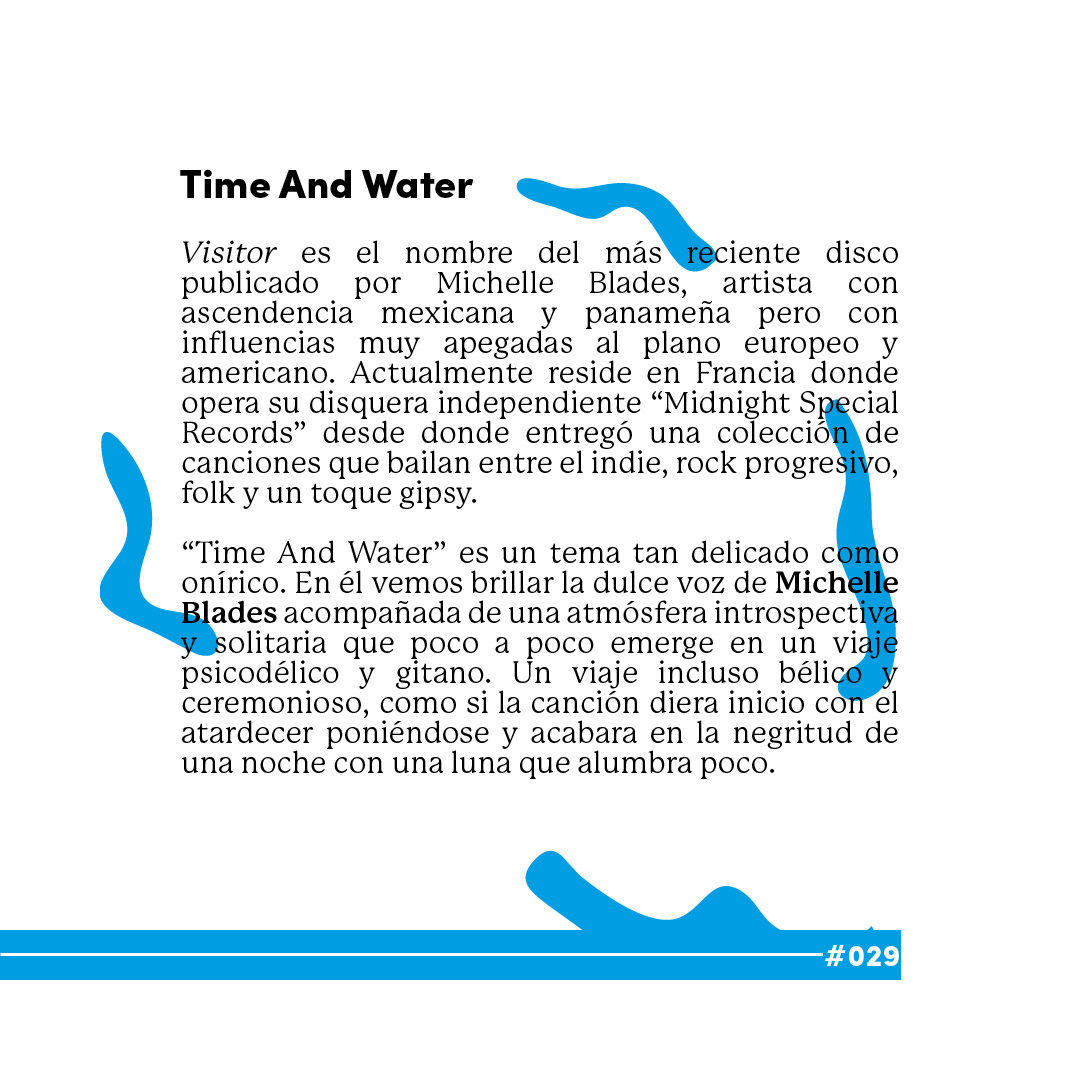 Time And Water
Visitor es el nombre del más reciente disco
publicado por Michelle Blades, artista con
ascendencia mexicana y panameña pero con
influencias muy apegadas al plano europeo y
americano. Actualmente reside en Francia donde
opera su disquera independiente “Midnight Special
Records” desde donde entregó una colección de
canciones que bailan entre el indie, rock progresivo,
folk y un toque gipsy.
“Time And Water” es un tema tan delicado como
onírico. En él vemos brillar la dulce voz de Michelle
Blades acompañada de una atmósfera introspectiva
y solitaria que poco a poco emerge en un viaje
psicodélico y gitano. Un viaje incluso bélico y
ceremonioso, como si la canción diera inicio con el
atardecer poniéndose y acabara en la negritud de
una noche con una luna que alumbra poco.
#029